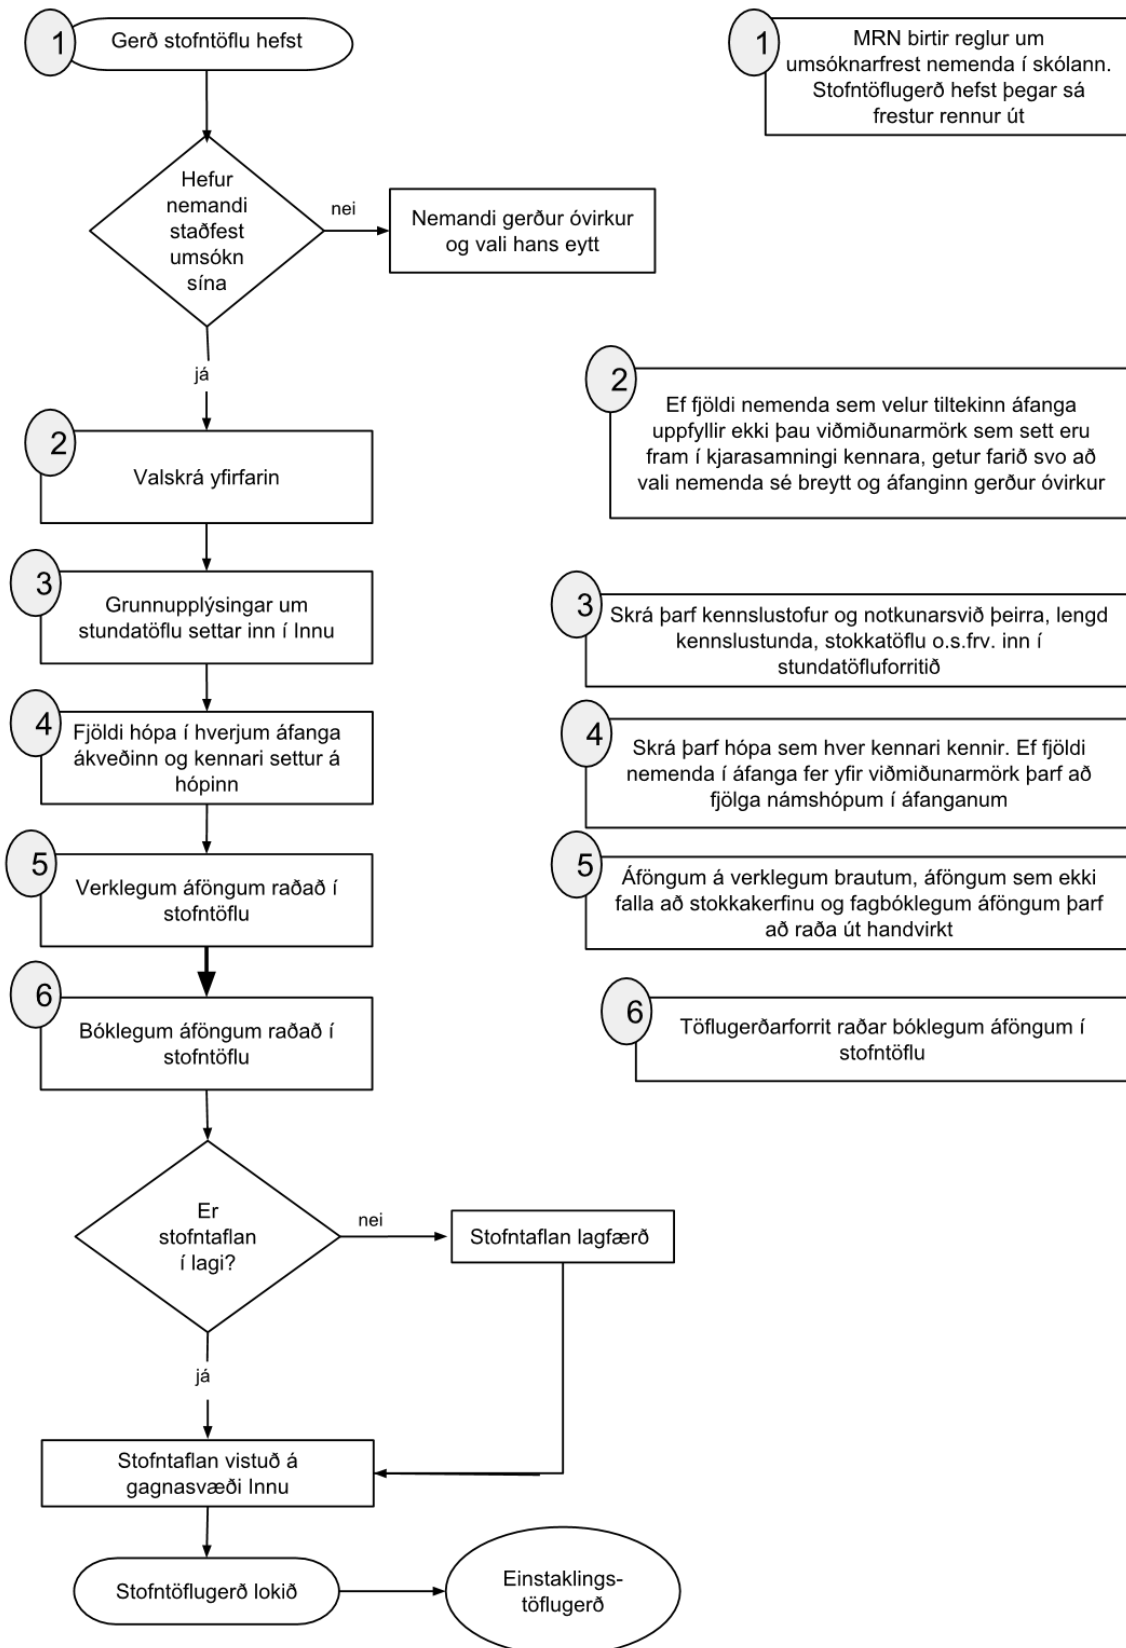 1
Gerð stofntöflu hefst
1
MRN birtir reglur um
umsóknarfrest nemenda í skólann.
Stofntöflugerð hefst þegar sá
frestur rennur út
Hefur
nemandi
staðfest
umsókn
sína
nei
Nemandi gerður óvirkur
og vali hans eytt
já
2
Valskrá yfirfarin
2
Ef fjöldi nemenda sem velur tiltekinn áfanga
uppfyllir ekki þau viðmiðunarmörk sem sett eru
fram í kjarasamningi kennara, getur farið svo að
vali nemenda sé breytt og áfanginn gerður óvirkur
3
Grunnupplýsingar um
stundatöflu settar inn í Innu
3
Skrá þarf kennslustofur og notkunarsvið þeirra, lengd
kennslustunda, stokkatöflu o.s.frv. inn í
stundatöfluforritið
4
Fjöldi hópa í hverjum áfanga
ákveðinn og kennari settur á
hópinn
4
Skrá þarf hópa sem hver kennari kennir. Ef fjöldi
nemenda í áfanga fer yfir viðmiðunarmörk þarf að
fjölga námshópum í áfanganum
5
Verklegum áföngum raðað í
stofntöflu
5
Áföngum á verklegum brautum, áföngum sem ekki
falla að stokkakerfinu og fagbóklegum áföngum þarf
að raða út handvirkt
6
Bóklegum áföngum raðað í
stofntöflu
6
Töflugerðarforrit raðar bóklegum áföngum í
stofntöflu
Er
stofntaflan
í lagi?
nei
Stofntaflan lagfærð
já
Stofntaflan vistuð á
gagnasvæði Innu
Stofntöflugerð lokið
Einstaklings-
töflugerð